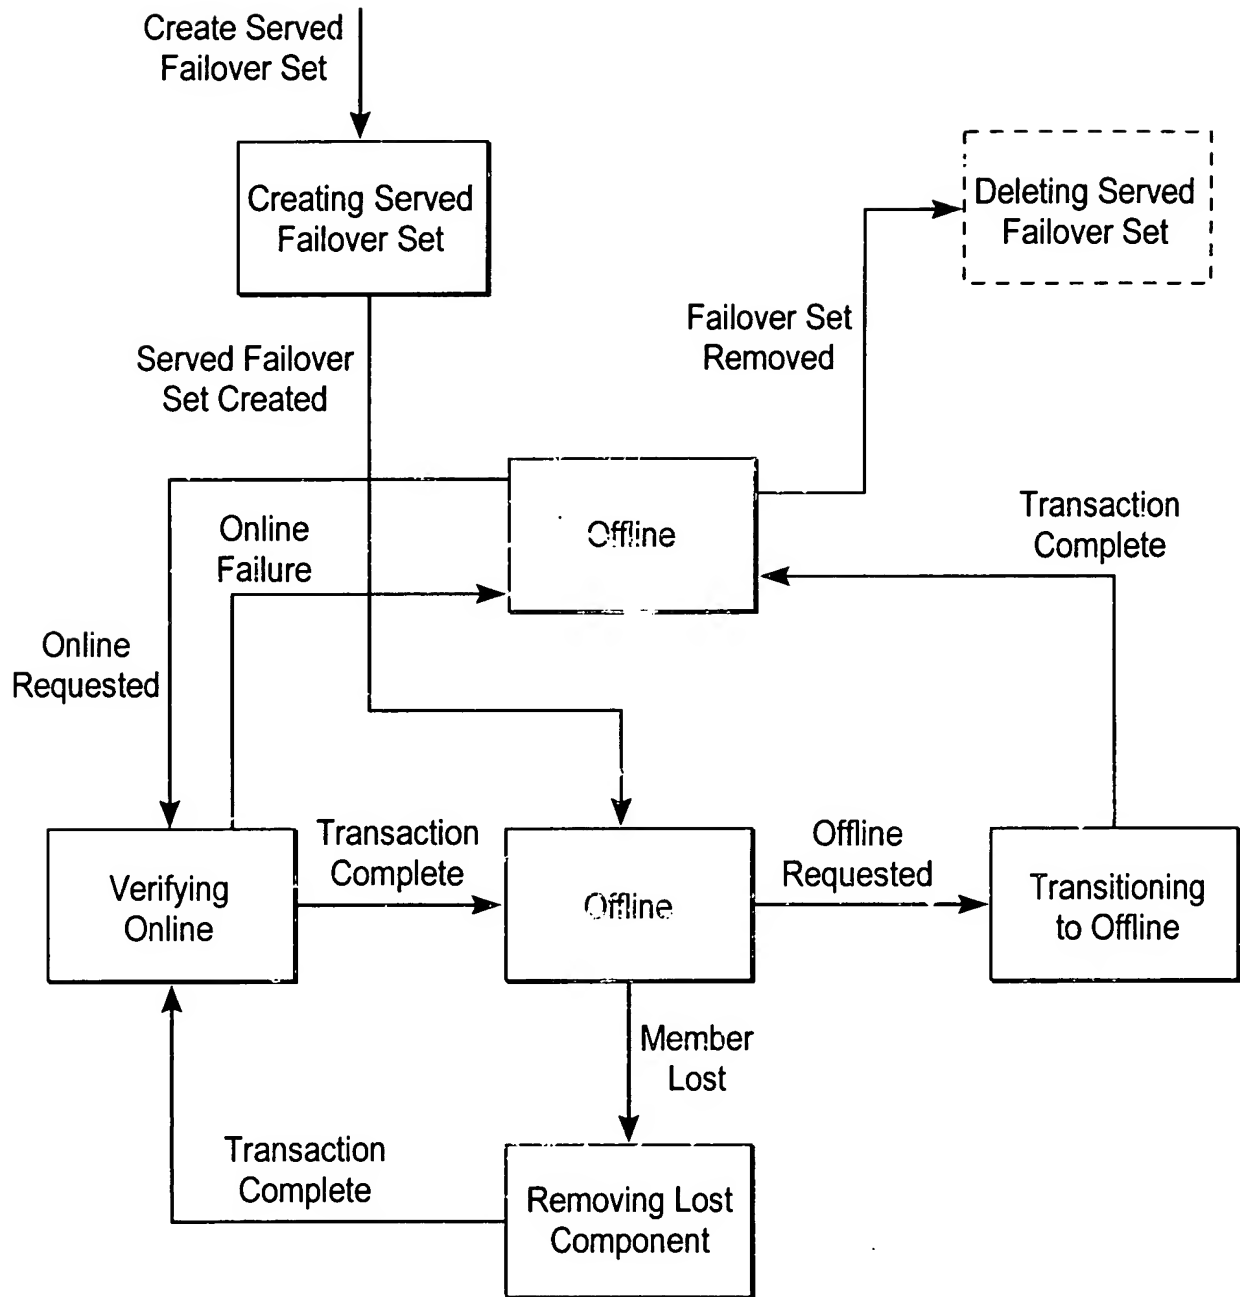 Create Served
Failover Set
Creating Served
Failover Set
Deleting Served
Failover Set
Failover Set
Removed
Served Failover
Set Created
Offline
Transaction
Complete
Online
Failure
Online
Requested
Verifying
Online
Transaction
Complete
Offline
Offline
Requested
Transitioning
to Offline
Member
Lost
Transaction
Complete
Removing Lost
Component